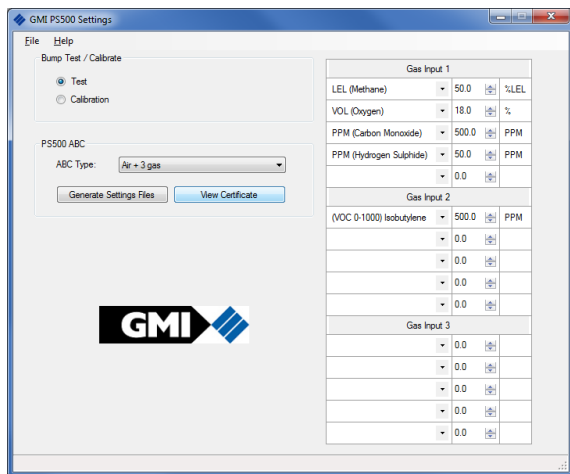 GMI PS500 Settings
File Help
Bump Test / Calibrate
Test
Calibration
PS500 ABC
ABC Type: Air + 3 gas
Generate Settings Files View Certificate
GMI
Gas Input 1
LEL (Methane) 50.0 %LEL
VOL (Oxygen) 18.0 %
PPM (Carbon Monoxide) 500.0 PPM
PPM (Hydrogen Sulphide) 50.0 PPM
0.0
Gas Input 2
(VOC 0-1000) Isobutylene 500.0 PPM
0.0
0.0
0.0
0.0
Gas Input 3
0.0
0.0
0.0
0.0
0.0